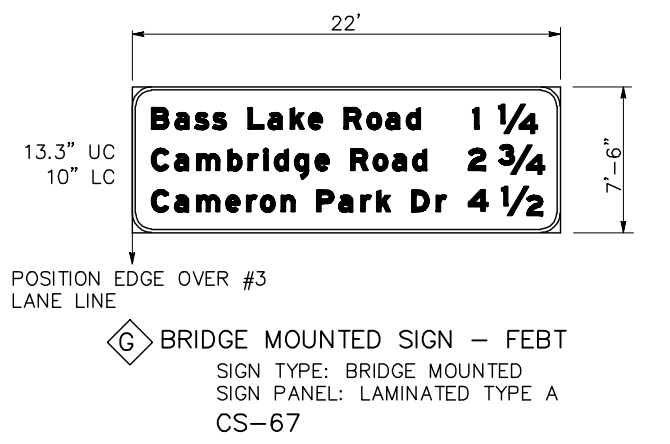 22'
Bass Lake Road 1 1/4
13.3" UC
10" LC
Cambridge Road 2 3/4
Cameron Park Dr 4 1/2
7'-6"
POSITION EDGE OVER #3
LANE LINE
G BRIDGE MOUNTED SIGN - FEBT
SIGN TYPE: BRIDGE MOUNTED
SIGN PANEL: LAMINATED TYPE A
CS-67